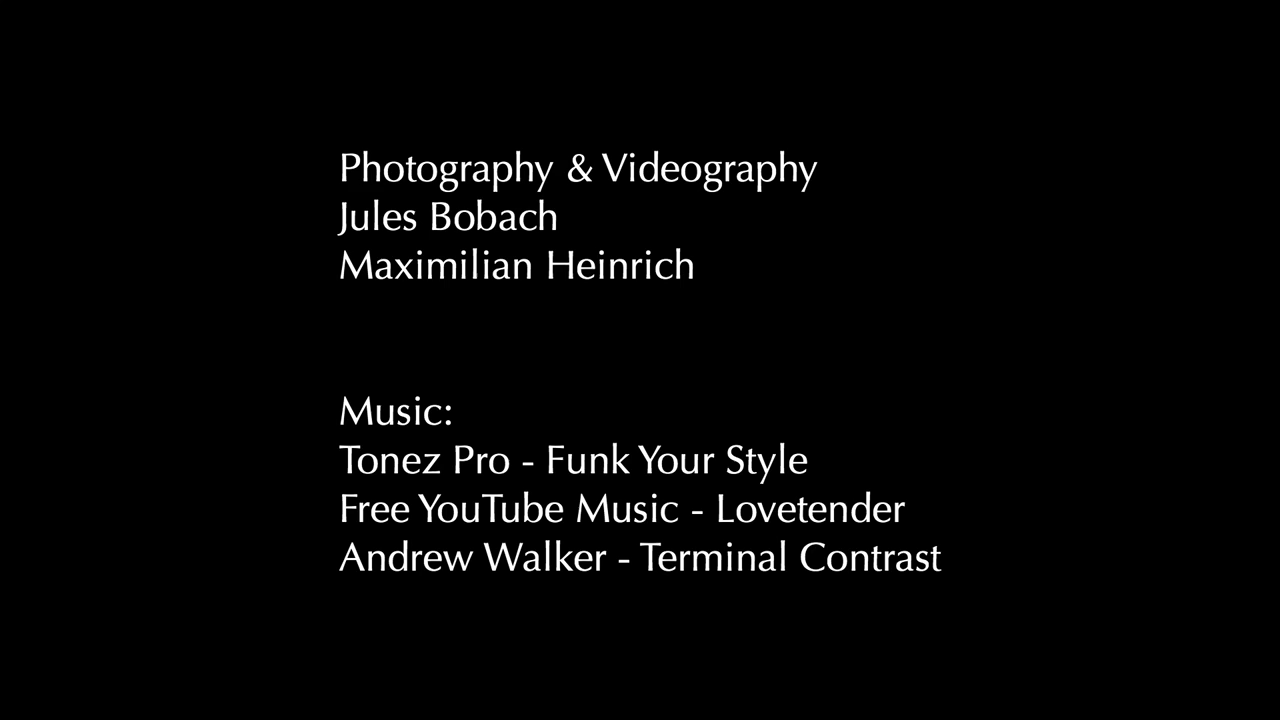 Photography & Videography
Jules Bobach
Maximilian Heinrich
Music:
Tonez Pro - Funk Your Style
Free YouTube Music - Lovetender
Andrew Walker - Terminal Contrast